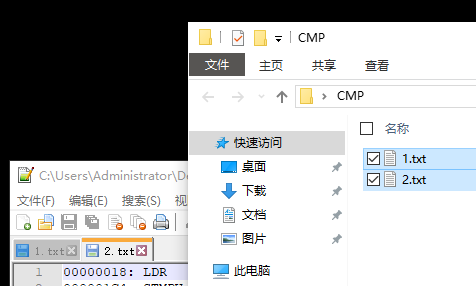 CMP
文件 主页 共享 查看
CMP
名称
快速访问
桌面
下载
文档
图片
此电脑
1.txt
2.txt
C:\Users\Administrator\De
文件(F) 编辑(E) 搜索(S) 视
1.txt 2.txt
1 00000018: LDR